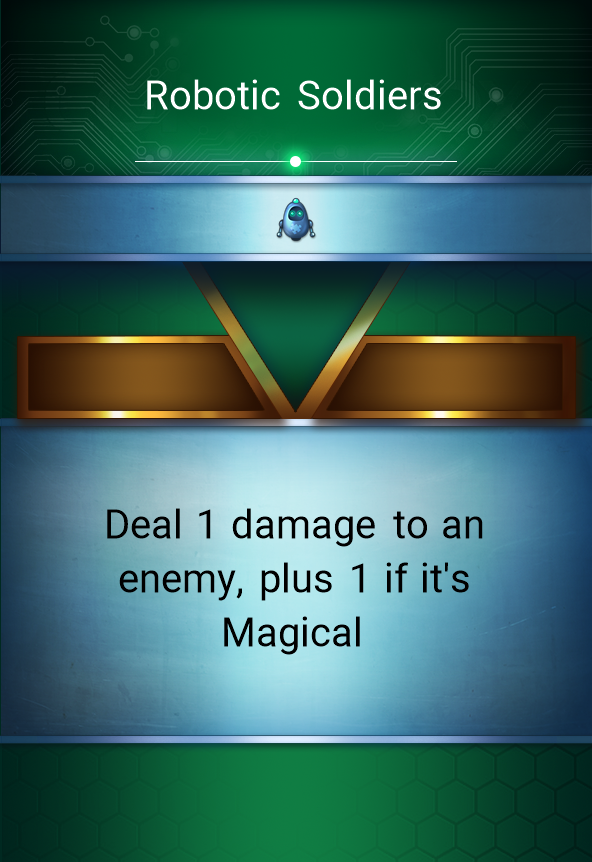 Robotic Soldiers
Deal 1 damage to an
enemy, plus 1 if it's
Magical